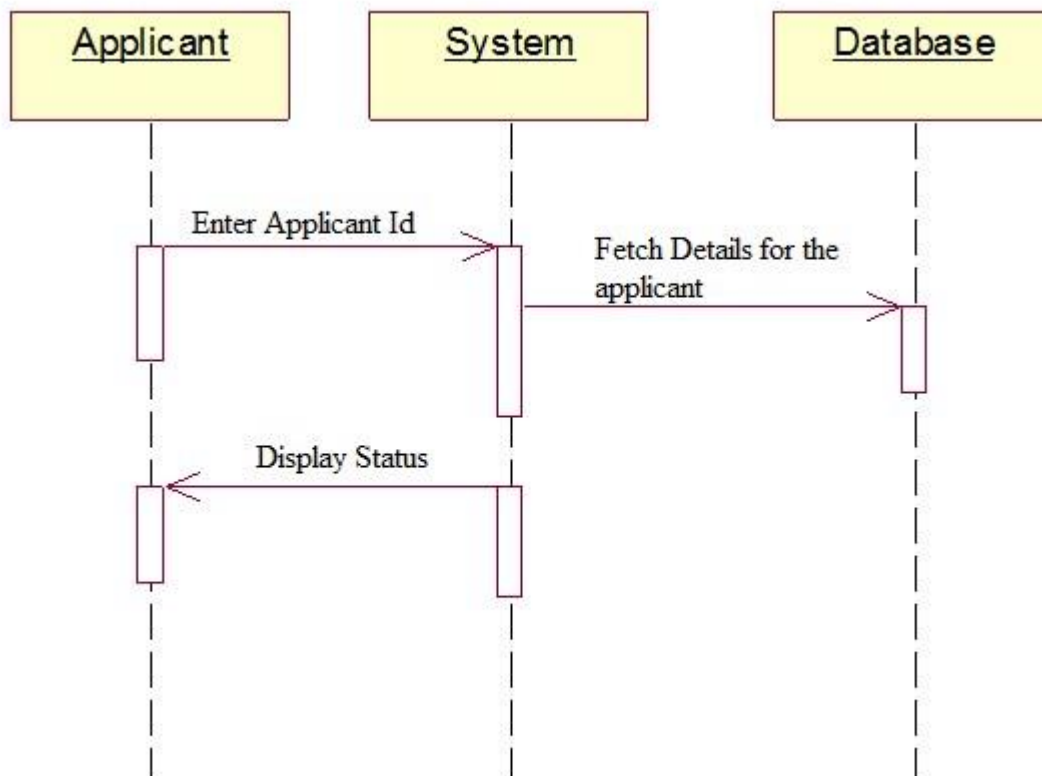 Applicant
System
Database
Enter Applicant Id
Fetch Details for the
applicant
Display Status